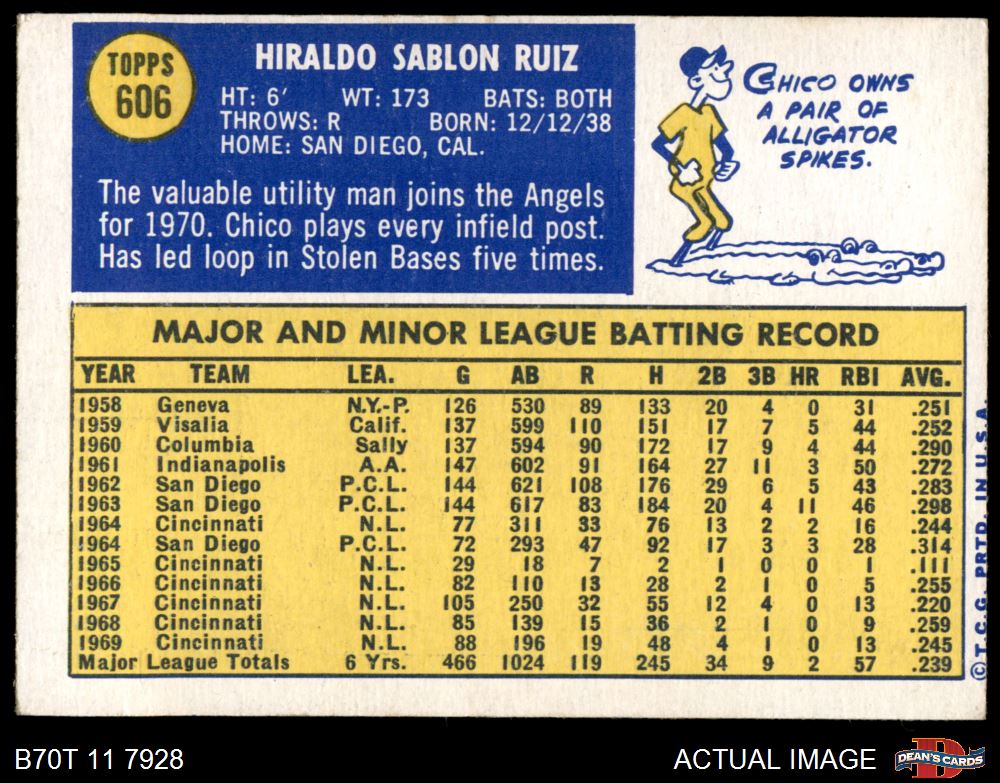 TOPPS
606
HIRALDO SABLON RUIZ
HT: 6′ WT: 173 BATS: BOTH
THROWS: R BORN: 12/12/38
HOME: SAN DIEGO, CAL.
The valuable utility man joins the Angels
for 1970. Chico plays every infield post.
Has led loop in Stolen Bases five times.
CHICO OWNS
A PAIR OF
ALLIGATOR
SPIKES.
MAJOR AND MINOR LEAGUE BATTING RECORD
YEAR TEAM LEA. G AB R H 2B 3B HR RBI AVG.
1958 Geneva N.Y.-P. 126 530 89 133 20 4 0 31 .251
1959 Visalia Calif. 137 599 110 151 17 7 5 44 .252
1960 Columbia Sally 137 594 90 172 17 9 4 44 .290
1961 Indianapolis A.A. 147 602 91 164 27 11 3 50 .272
1962 San Diego P.C.L. 144 621 108 176 29 6 5 43 .283
1963 San Diego P.C.L. 144 617 83 184 20 4 11 46 .298
1964 Cincinnati N.L. 77 311 33 76 13 2 2 16 .244
1964 San Diego P.C.L. 72 293 47 92 17 3 3 28 .314
1965 Cincinnati N.L. 29 18 7 2 1 0 0 1 .111
1966 Cincinnati N.L. 82 110 13 28 2 1 0 5 .255
1967 Cincinnati N.L. 105 250 32 55 12 4 0 13 .220
1968 Cincinnati N.L. 85 139 15 36 2 1 0 9 .259
1969 Cincinnati N.L. 88 196 19 48 4 1 0 13 .245
Major League Totals 6 Yrs. 466 1024 119 245 34 9 2 57 .239
©T.C.G. PRTD. IN U.S.A.
B70T 11 7928
ACTUAL IMAGE
D
DEAN'S CARDS